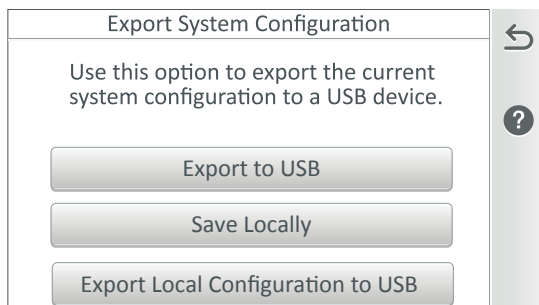 Export System Configuration
Use this option to export the current
system configuration to a USB device.
?
Export to USB
Save Locally
Export Local Configuration to USB